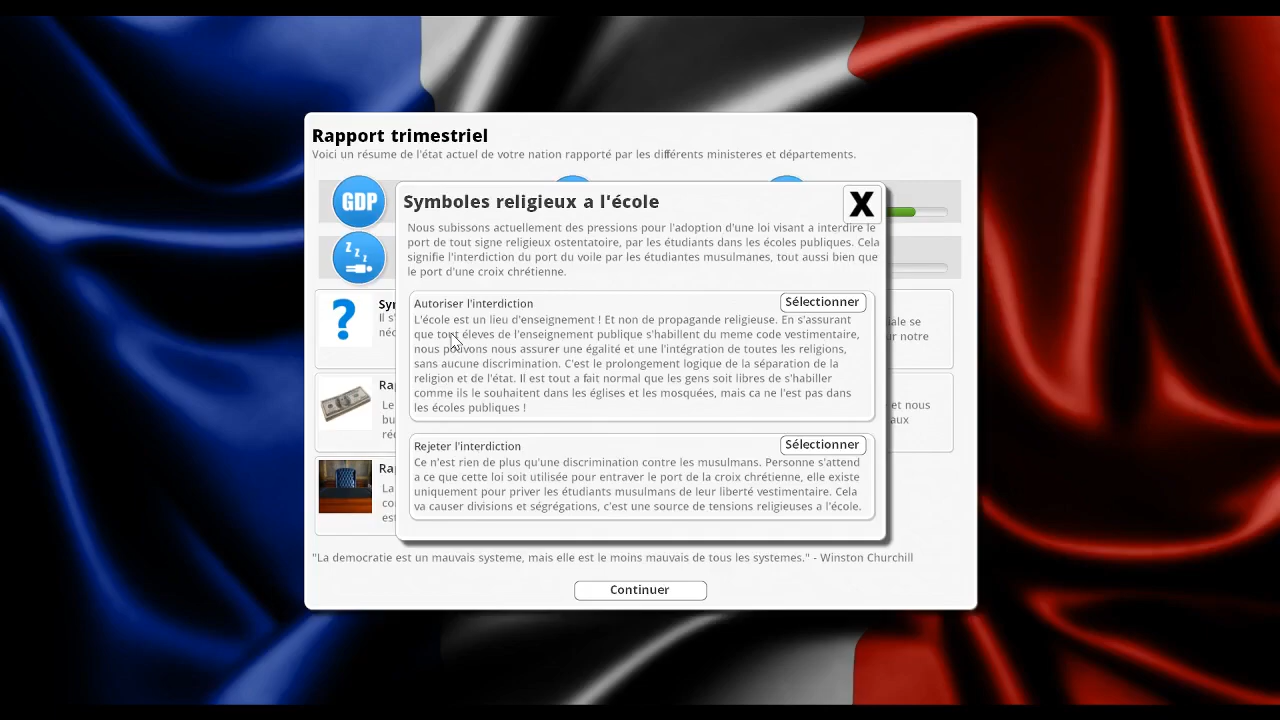 Rapport trimestriel
Voici un résume de l'état actuel de votre nation rapporté par les différents ministeres et départements.
GDP
Symboles religieux a l'école
X
Nous subissons actuellement des pressions pour l'adoption d'une loi visant a interdire le
port de tout signe religieux ostentatoire, par les étudiants dans les écoles publiques. Cela
signifie l'interdiction du port du voile par les étudiantes musulmanes, tout aussi bien que
le port d'une croix chrétienne.
Autoriser l'interdiction
Sélectionner
L'école est un lieu d'enseignement ! Et non de propagande religieuse. En s'assurant
que tout éleves de l'enseignement publique s'habillent du meme code vestimentaire,
nous pouvons nous assurer une égalité et une l'intégration de toutes les religions,
sans aucune discrimination. C'est le prolongement logique de la séparation de la
religion et de l'état. Il est tout a fait normal que les gens soit libres de s'habiller
comme ils le souhaitent dans les églises et les mosquées, mais ca ne l'est pas dans
les écoles publiques !
Rejeter l'interdiction
Sélectionner
Ce n'est rien de plus qu'une discrimination contre les musulmans. Personne s'attend
a ce que cette loi soit utilisée pour entraver le port de la croix chrétienne, elle existe
uniquement pour priver les étudiants musulmans de leur liberté vestimentaire. Cela
va causer divisions et ségrégations, c'est une source de tensions religieuses a l'école.
"La democratie est un mauvais systeme, mais elle est le moins mauvais de tous les systemes." - Winston Churchill
Continuer